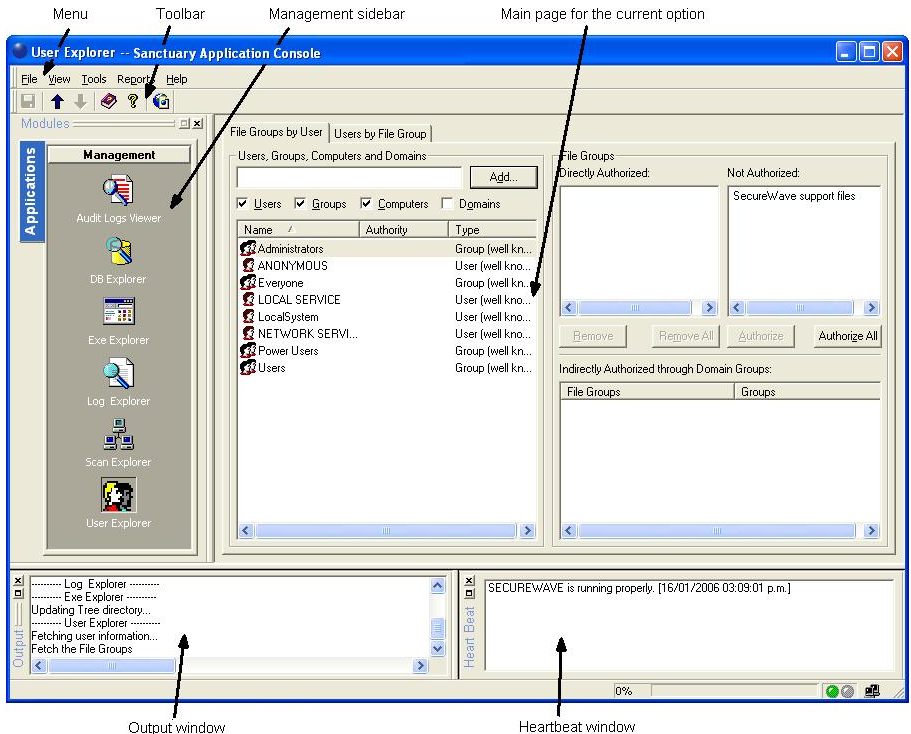 Menu Toolbar Management sidebar Main page for the current option
User Explorer -- Sanctuary Application Console
File View Tools Reports Help
Modules
Applications
Management
Audit Logs Viewer
DB Explorer
Exe Explorer
Log Explorer
Scan Explorer
User Explorer
File Groups by User Users by File Group
Users, Groups, Computers and Domains
Add...
Users Groups Computers Domains
Name Authority Type
Administrators Group (well kn...
ANONYMOUS User (well kno...
Everyone Group (well kn...
LOCAL SERVICE User (well kno...
LocalSystem User (well kno...
NETWORK SERVI... User (well kno...
Power Users Group (well kn...
Users Group (well kn...
File Groups
Directly Authorized: Not Authorized:
SecureWave support files
Remove Remove All Authorize Authorize All
Indirectly Authorized through Domain Groups:
File Groups Groups
Output
---------- Log Explorer ----------
---------- Exe Explorer ----------
Updating Tree directory...
---------- User Explorer ----------
Fetching user information...
Fetch the File Groups
Heart Beat
SECUREWAVE is running properly. [16/01/2006 03:09:01 p.m.]
0%
Output window Heartbeat window